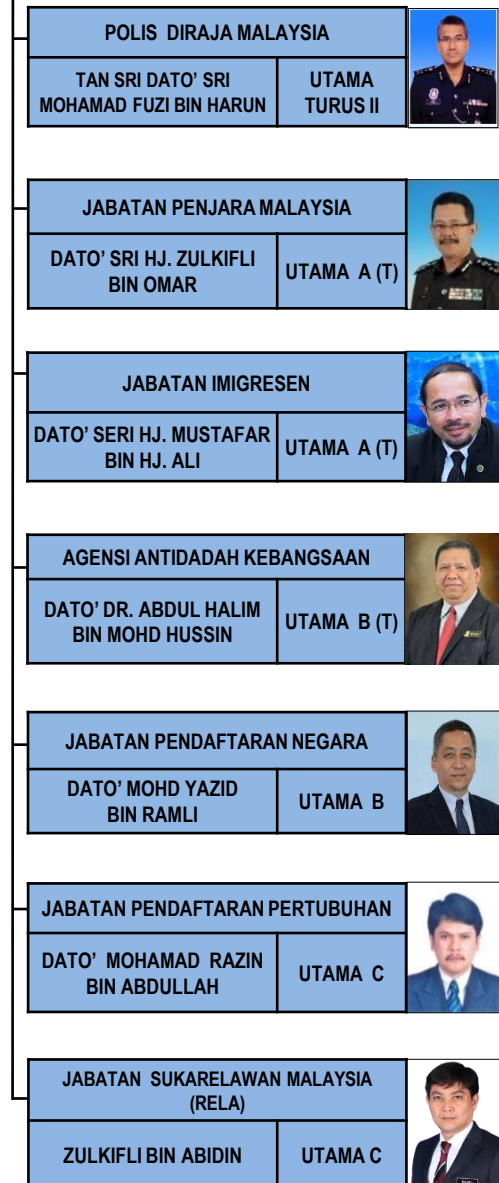 POLIS DIRAJA MALAYSIA
TAN SRI DATO' SRI
MOHAMAD FUZI BIN HARUN
UTAMA
TURUS II
JABATAN PENJARA MALAYSIA
DATO' SRI HJ. ZULKIFLI
BIN OMAR
UTAMA A (T)
JABATAN IMIGRESEN
DATO' SERI HJ. MUSTAFAR
BIN HJ. ALI
UTAMA A (T)
AGENSI ANTIDADAH KEBANGSAAN
DATO' DR. ABDUL HALIM
BIN MOHD HUSSIN
UTAMA B (T)
JABATAN PENDAFTARAN NEGARA
DATO' MOHD YAZID
BIN RAMLI
UTAMA B
JABATAN PENDAFTARAN PERTUBUHAN
DATO' MOHAMAD RAZIN
BIN ABDULLAH
UTAMA C
JABATAN SUKARELAWAN MALAYSIA
(RELA)
ZULKIFLI BIN ABIDIN
UTAMA C